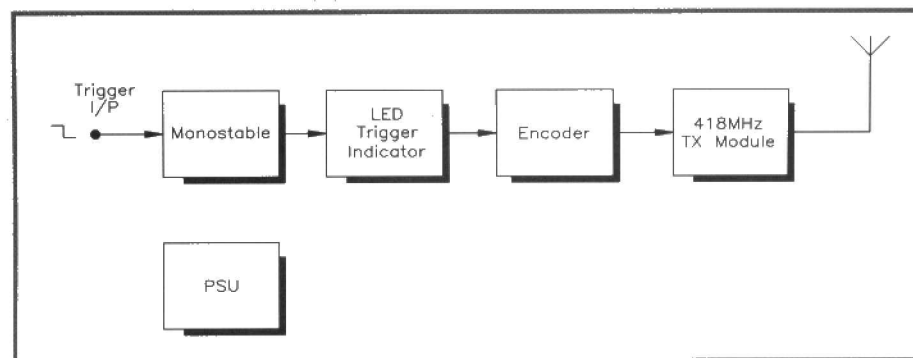 Trigger
I/P
Monostable
LED
Trigger
Indicator
Encoder
418MHz
TX Module
PSU